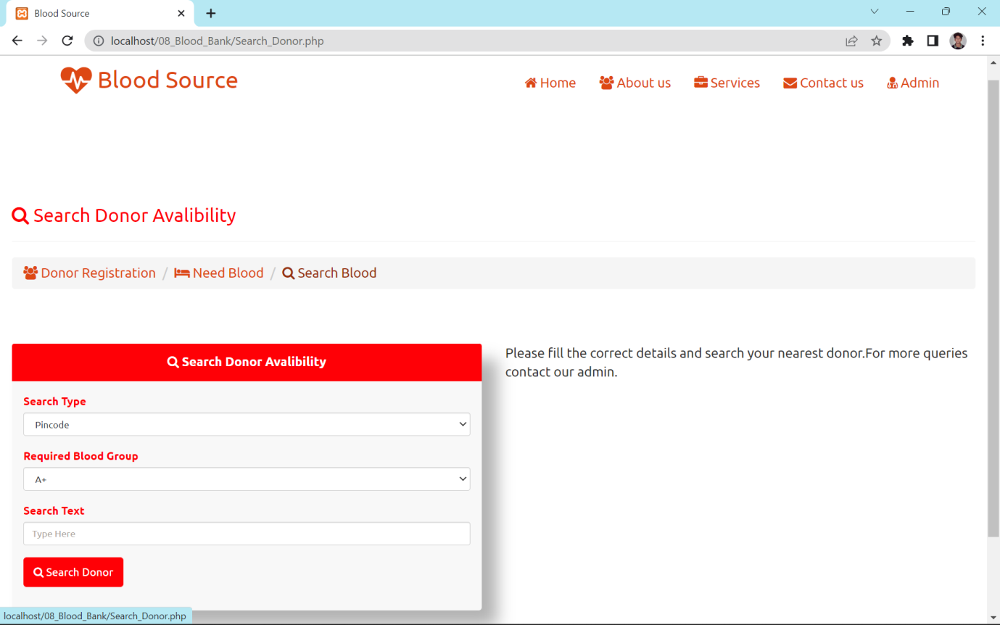 Blood Source
localhost/08_Blood_Bank/Search_Donor.php
Blood Source
Home About us Services Contact us Admin
Search Donor Avalibility
Donor Registration / Need Blood / Search Blood
Search Donor Avalibility
Search Type
Pincode
Required Blood Group
A+
Search Text
Type Here
Search Donor
Please fill the correct details and search your nearest donor.For more queries
contact our admin.
localhost/08_Blood_Bank/Search_Donor.php